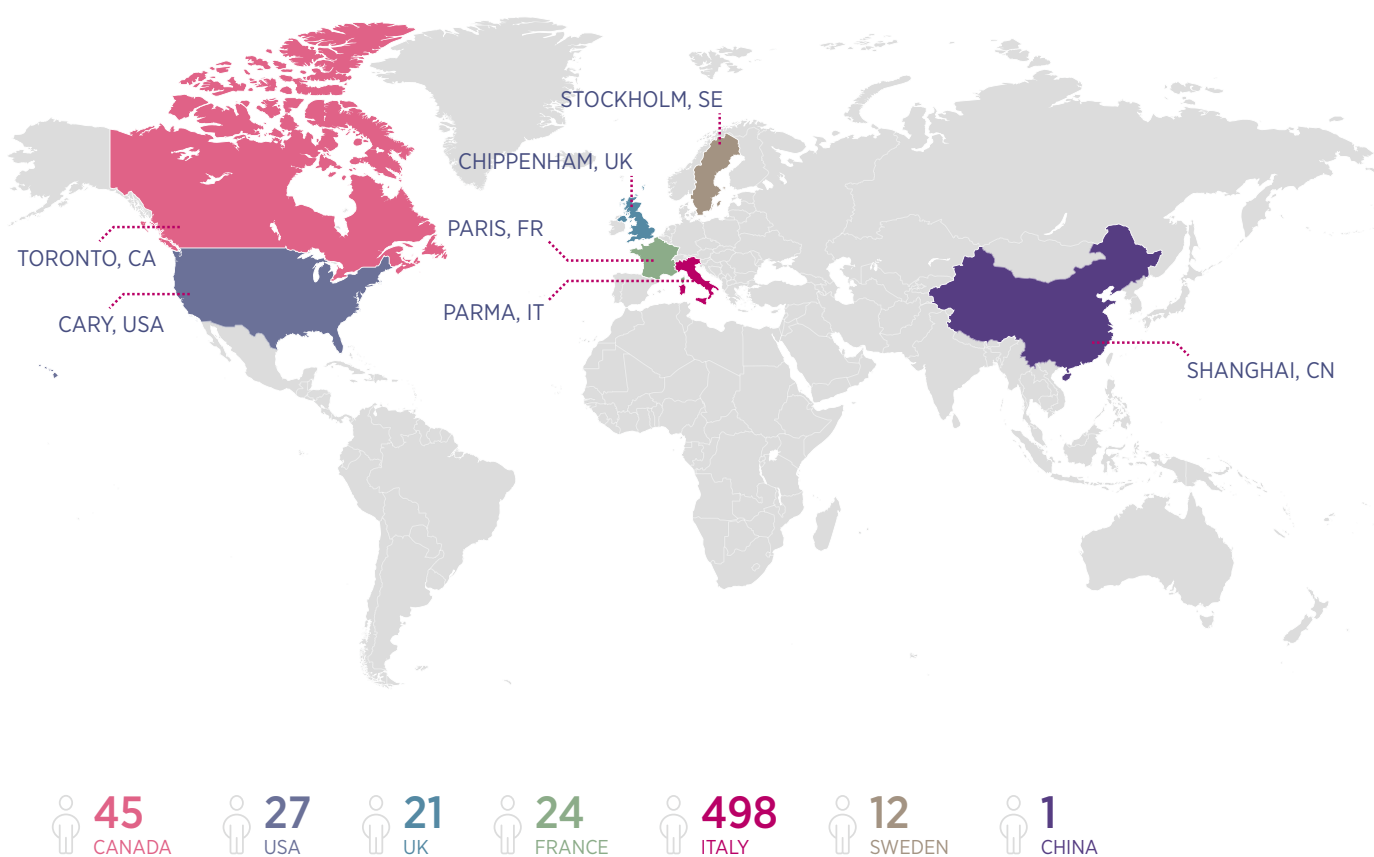 STOCKHOLM, SE
CHIPPENHAM, UK
PARIS, FR
TORONTO, CA
PARMA, IT
CARY, USA
SHANGHAI, CN
45
CANADA
27
USA
21
UK
24
FRANCE
498
ITALY
12
SWEDEN
1
CHINA